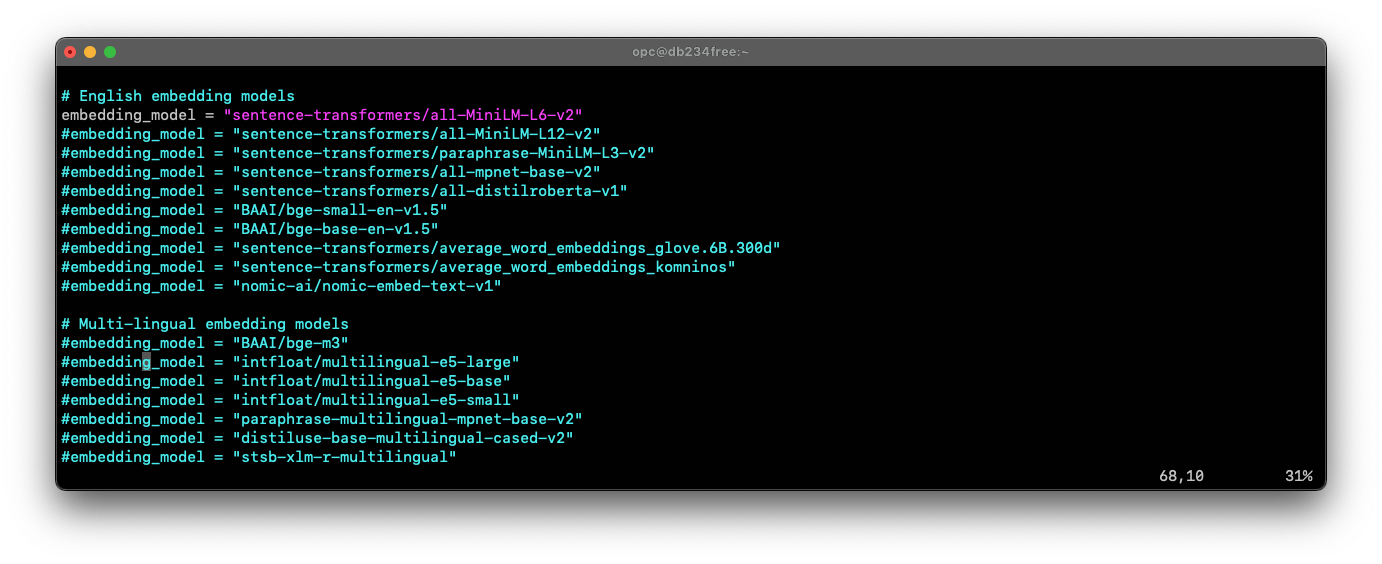 opc@db234free:~
# English embedding models
embedding_model = "sentence-transformers/all-MiniLM-L6-v2"
#embedding_model = "sentence-transformers/all-MiniLM-L12-v2"
#embedding_model = "sentence-transformers/paraphrase-MiniLM-L3-v2"
#embedding_model = "sentence-transformers/all-mpnet-base-v2"
#embedding_model = "sentence-transformers/all-distilroberta-v1"
#embedding_model = "BAAI/bge-small-en-v1.5"
#embedding_model = "BAAI/bge-base-en-v1.5"
#embedding_model = "sentence-transformers/average_word_embeddings_glove.6B.300d"
#embedding_model = "sentence-transformers/average_word_embeddings_komninos"
#embedding_model = "nomic-ai/nomic-embed-text-v1"
# Multi-lingual embedding models
#embedding_model = "BAAI/bge-m3"
#embedding_model = "intfloat/multilingual-e5-large"
#embedding_model = "intfloat/multilingual-e5-base"
#embedding_model = "intfloat/multilingual-e5-small"
#embedding_model = "paraphrase-multilingual-mpnet-base-v2"
#embedding_model = "distiluse-base-multilingual-cased-v2"
#embedding_model = "stsb-xlm-r-multilingual"
68,10 31%